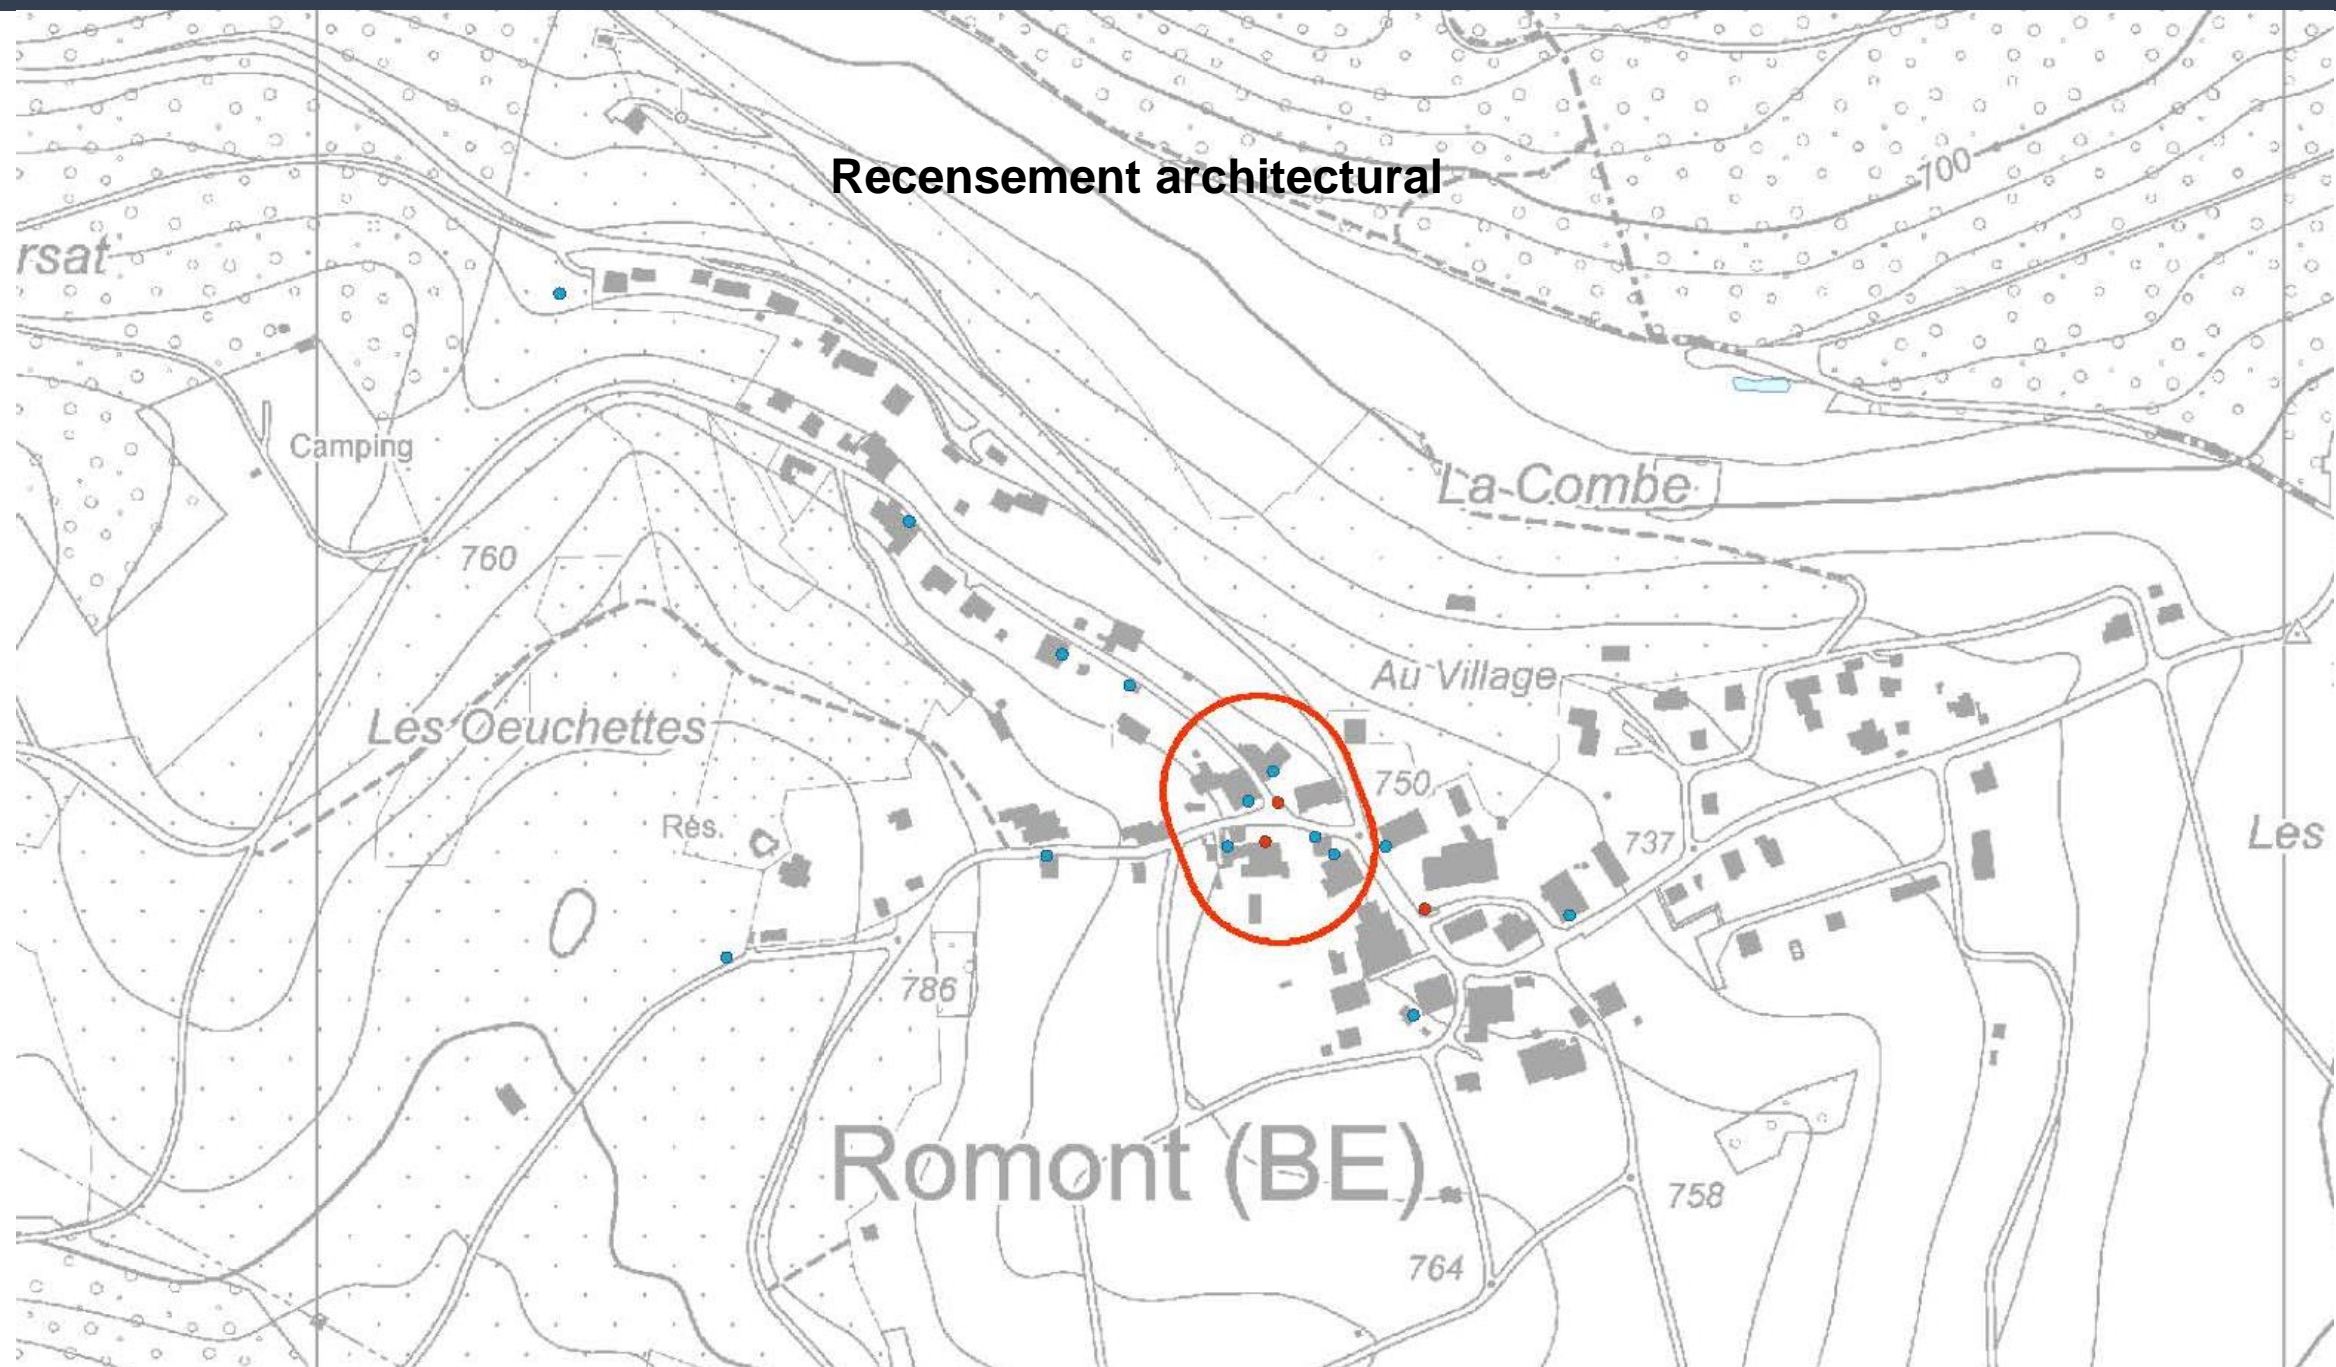 Recensement architectural
700
rsat
Camping
La Combe
760
Au Village
Les Oeuchettes
750
Rés.
737
Les
786
Romont (BE)
758
764